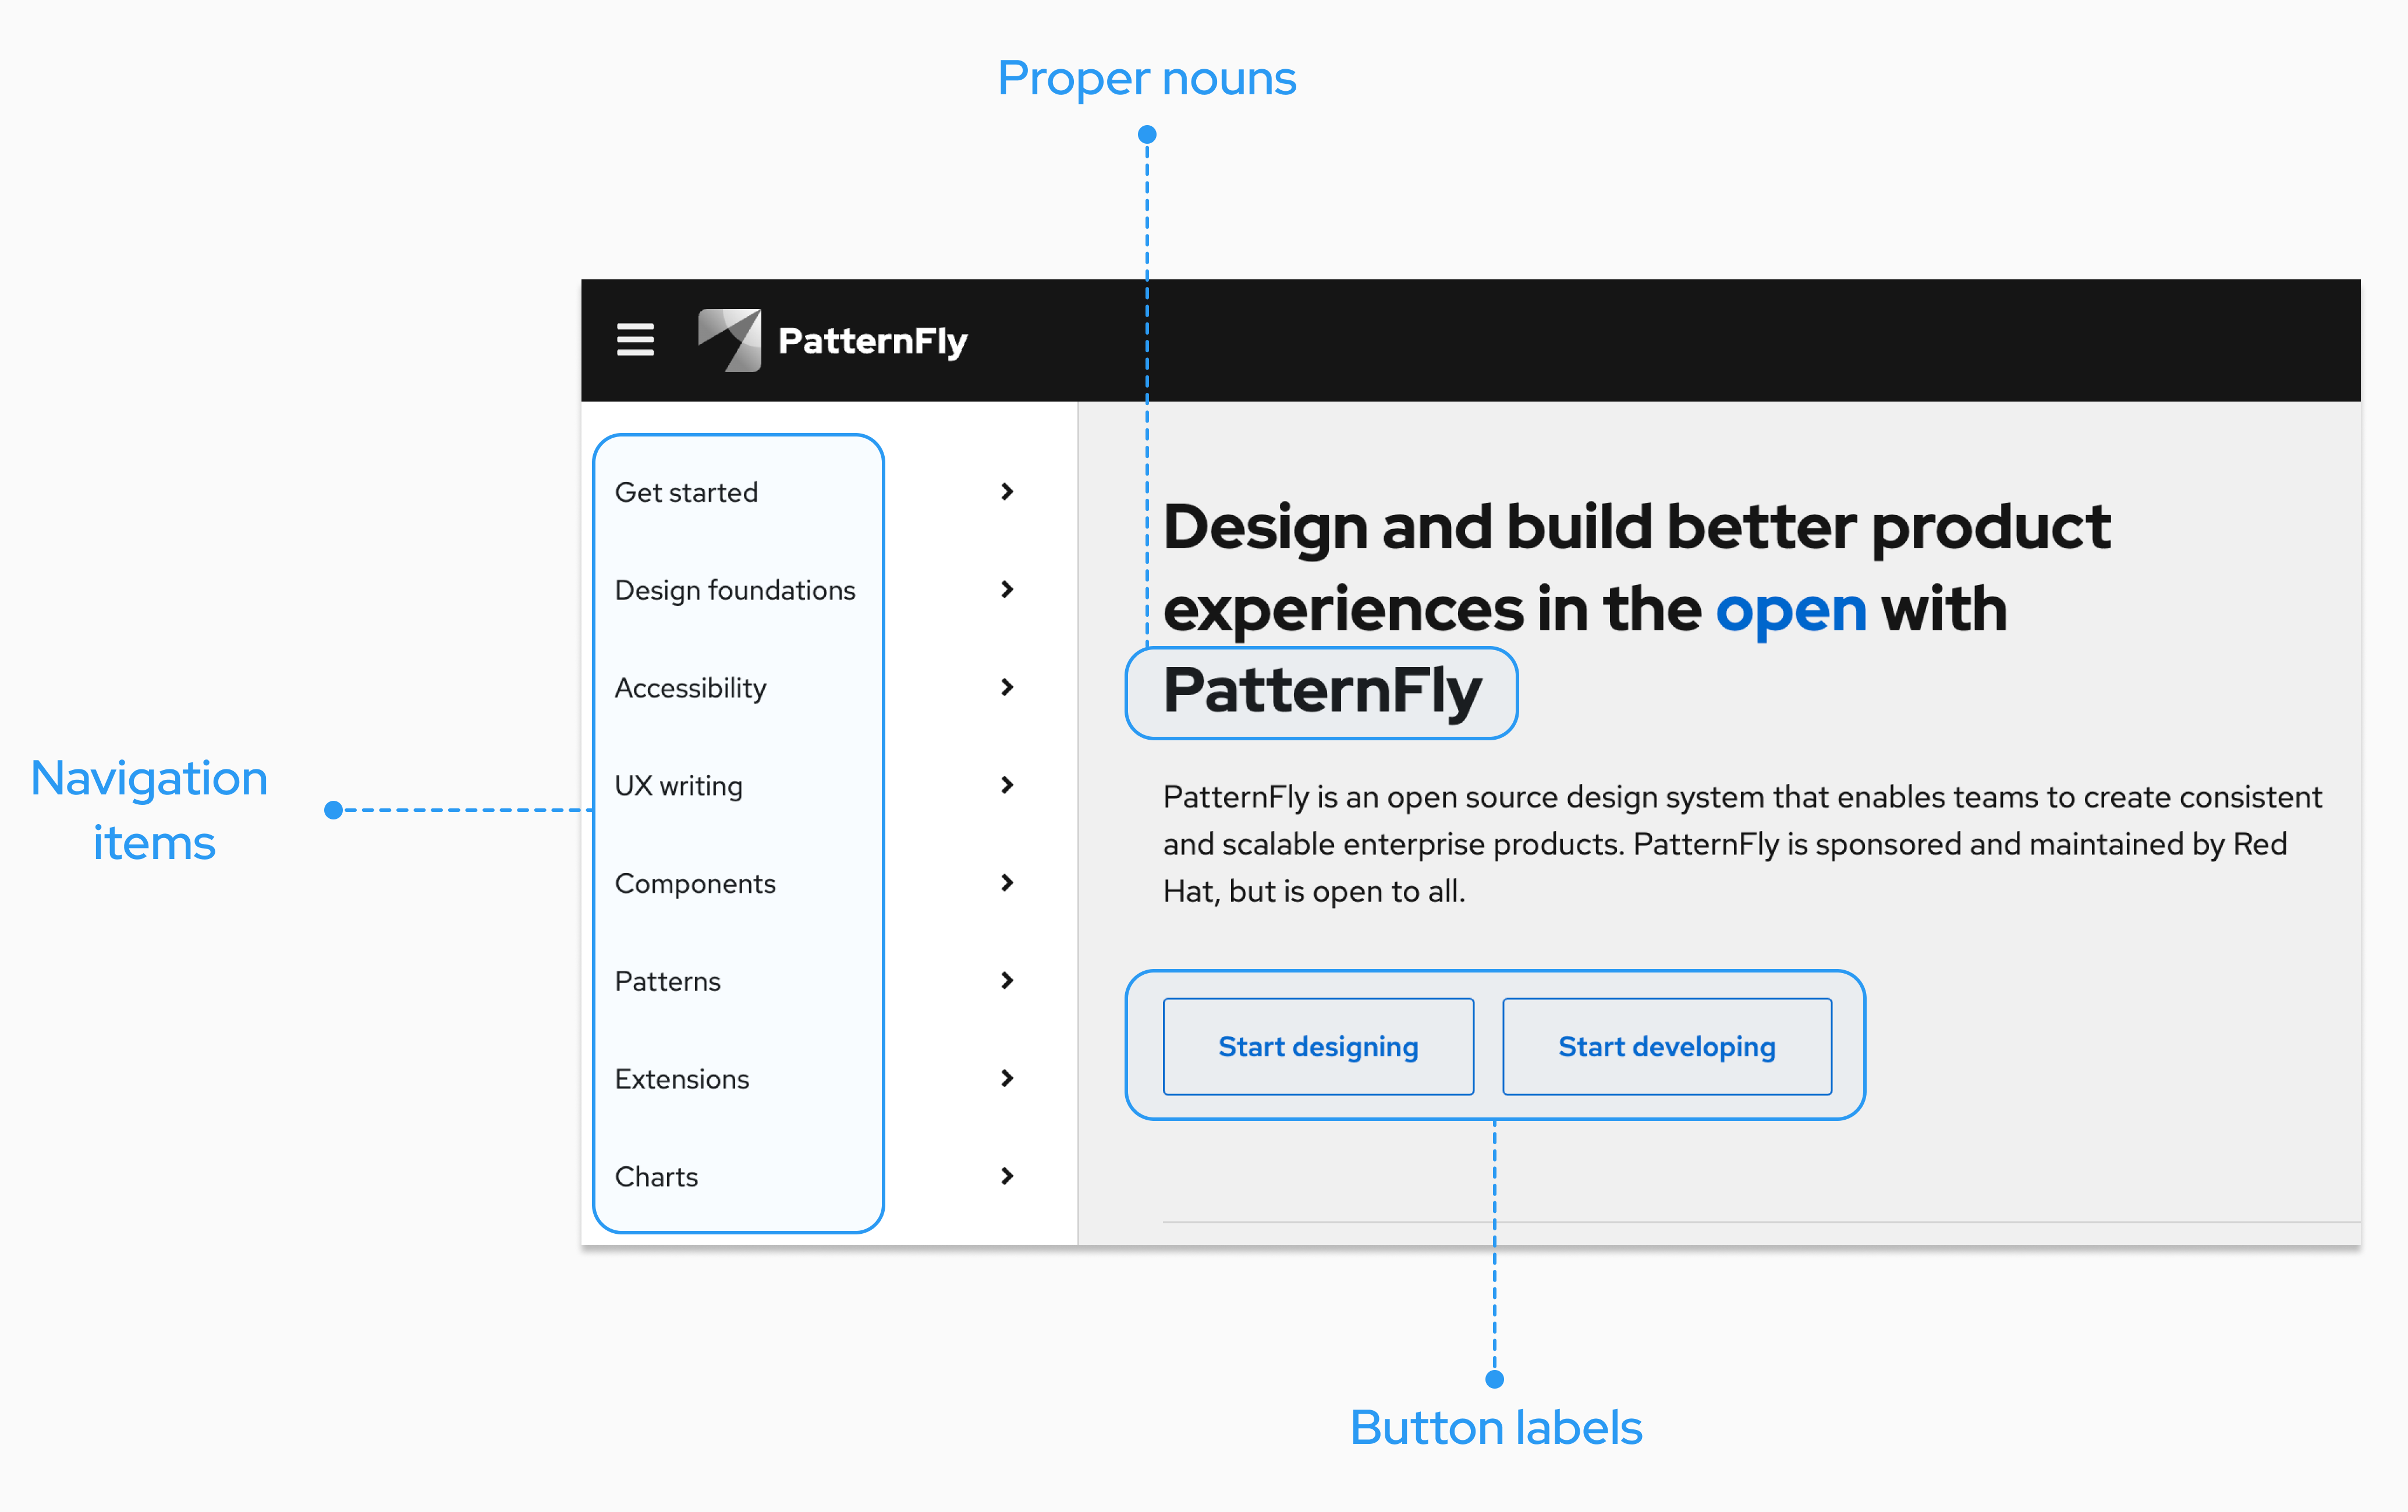 Proper nouns
PatternFly
Get started
Design foundations
Accessibility
UX writing
Components
Patterns
Extensions
Charts
Navigation
items
Design and build better product
experiences in the open with
PatternFly
PatternFly is an open source design system that enables teams to create consistent
and scalable enterprise products. PatternFly is sponsored and maintained by Red
Hat, but is open to all.
Start designing
Start developing
Button labels